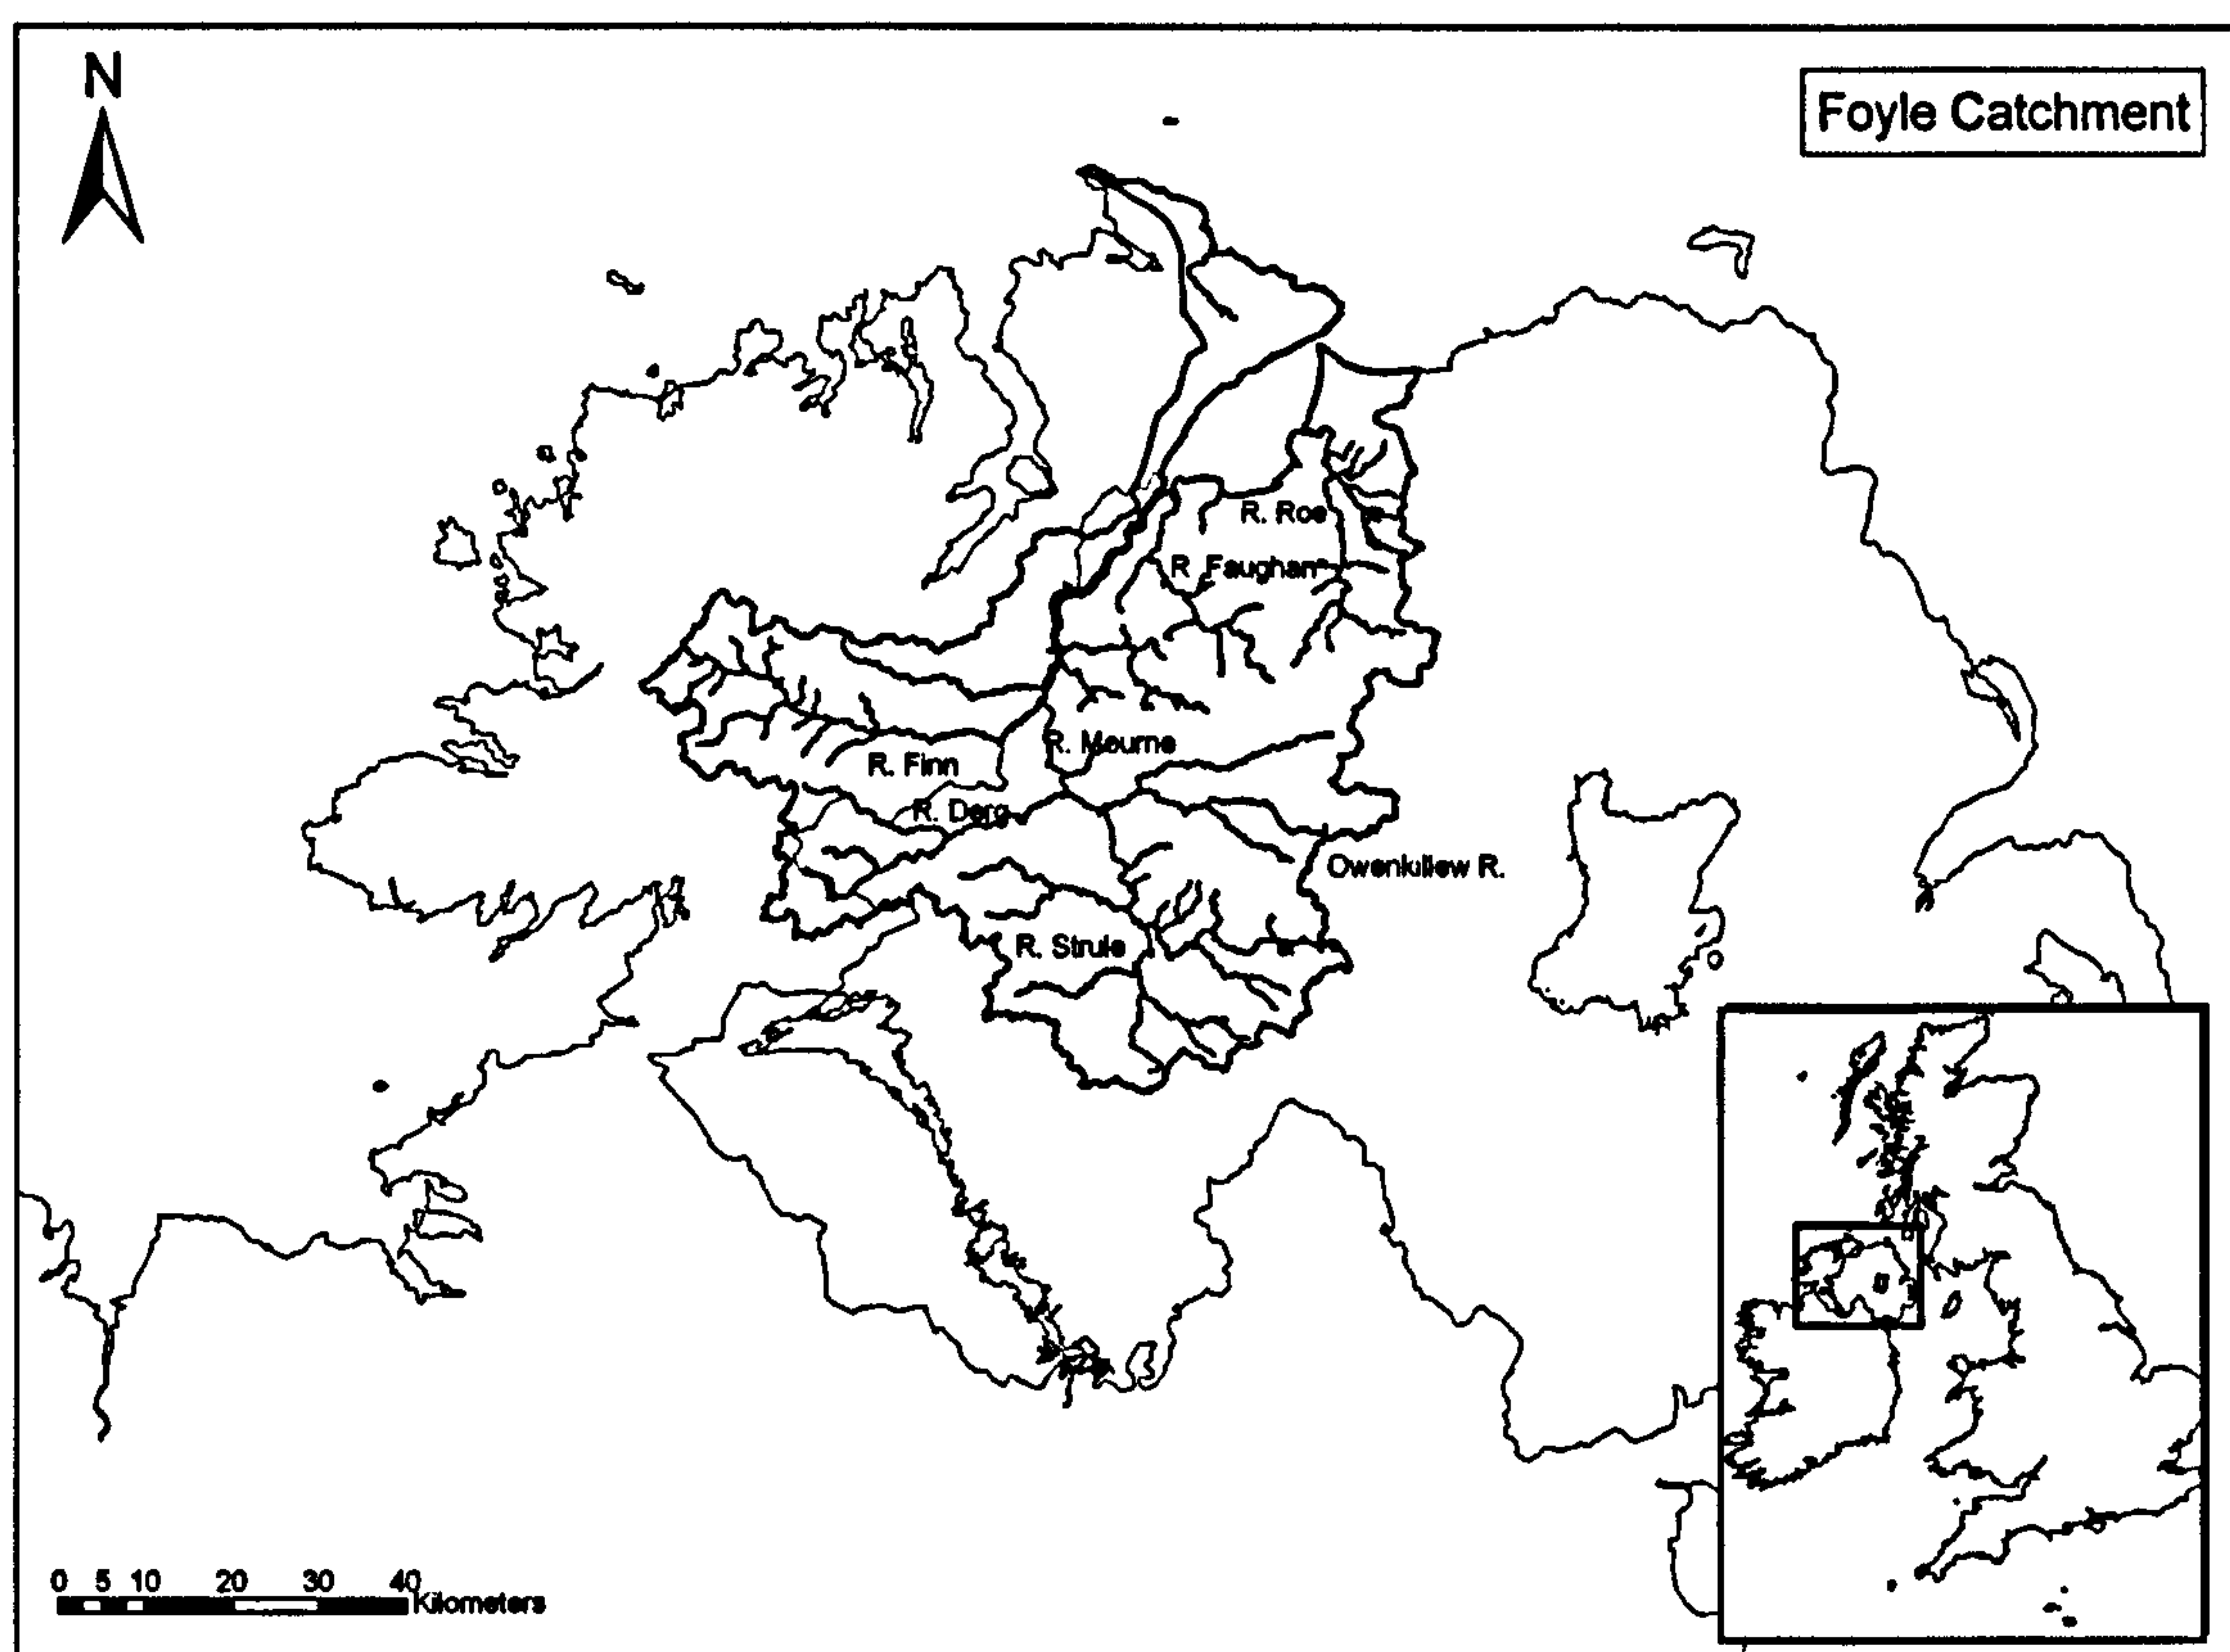 N
Foyle Catchment
R. Roe
R. Faughan
R. Mourne
R. Finn
R. Derg
Owenkillew R.
R. Strule
0 5 10 20 30 40
Kilometers